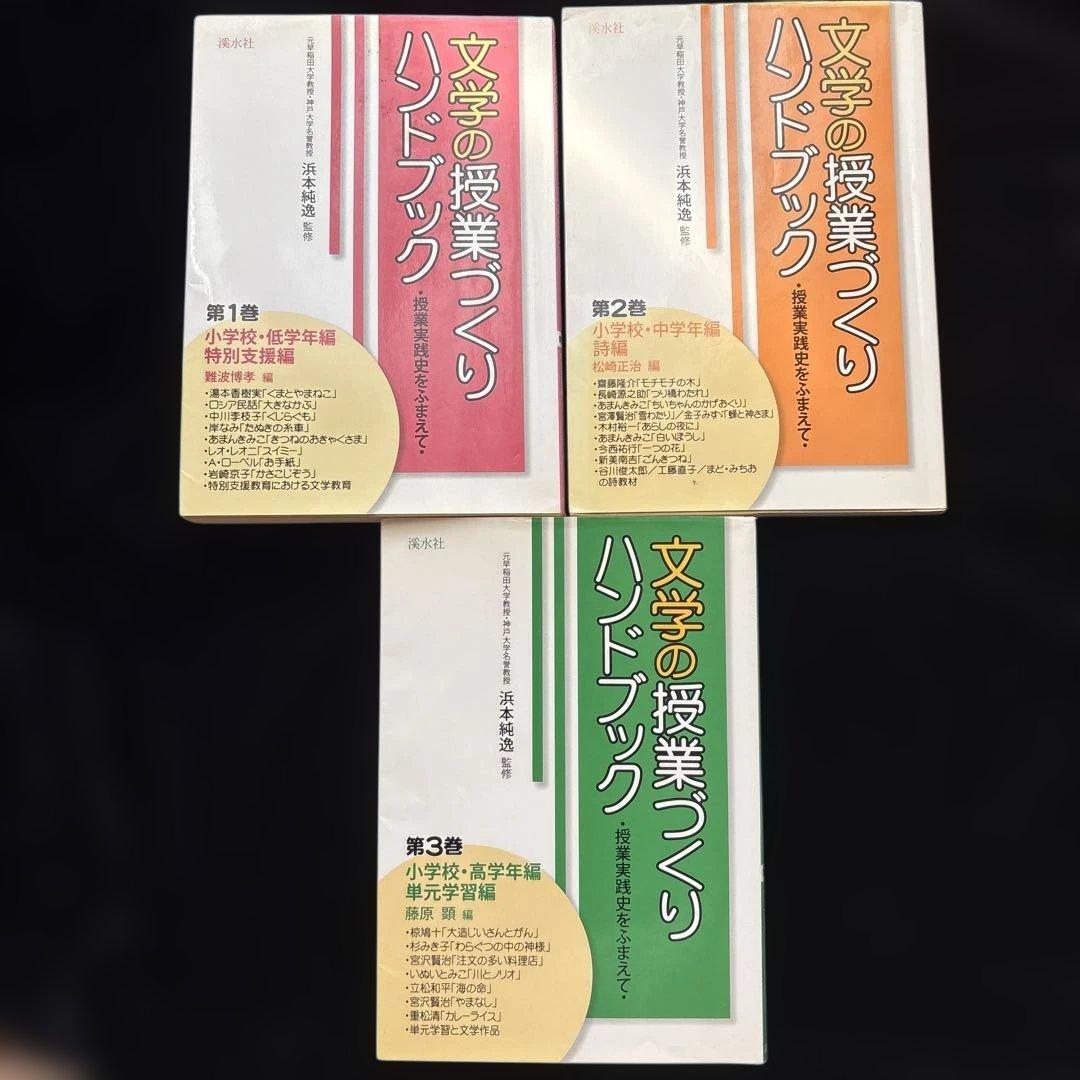 溪水社
文学の授業づくり
ハンドブック
・授業実践史をふまえて・
元早稲田大学教授・神戸大学名誉教授
浜本純逸 監修
第1巻
小学校・低学年編
特別支援編
難波博孝 編
・湯本香樹実「くまとやまねこ」
・ロシア民話「大きなかぶ」
・中川李枝子「くじらぐも」
・岸なみ「たぬきの糸車」
・あまんきみこ「きつねのおきゃくさま」
・レオ・レオニ「スイミー」
・A・ローベル「お手紙」
・岩崎京子「かさこじぞう」
・特別支援教育における文学教育
溪水社
文学の授業づくり
ハンドブック
・授業実践史をふまえて・
元早稲田大学教授・神戸大学名誉教授
浜本純逸 監修
第2巻
小学校・中学年編
詩編
松崎正治 編
・齋藤隆介「モチモチの木」
・長崎源之助「つり橋わたれ」
・あまんきみこ「ちいちゃんのかげおくり」
・宮澤賢治「雪わたり」／金子みすゞ「蜂と神さま」
・木村裕一「あらしの夜に」
・あまんきみこ「白いぼうし」
・今西祐行「一つの花」
・新美南吉「ごんぎつね」
・谷川俊太郎／工藤直子／まど・みちお
の詩教材
溪水社
文学の授業づくり
ハンドブック
・授業実践史をふまえて・
元早稲田大学教授・神戸大学名誉教授
浜本純逸 監修
第3巻
小学校・高学年編
単元学習編
藤原 顕 編
・椋鳩十「大造じいさんとがん」
・杉みき子「わらぐつの中の神様」
・宮沢賢治「注文の多い料理店」
・いぬいとみこ「川とノリオ」
・立松和平「海の命」
・宮沢賢治「やまなし」
・重松清「カレーライス」
・単元学習と文学作品